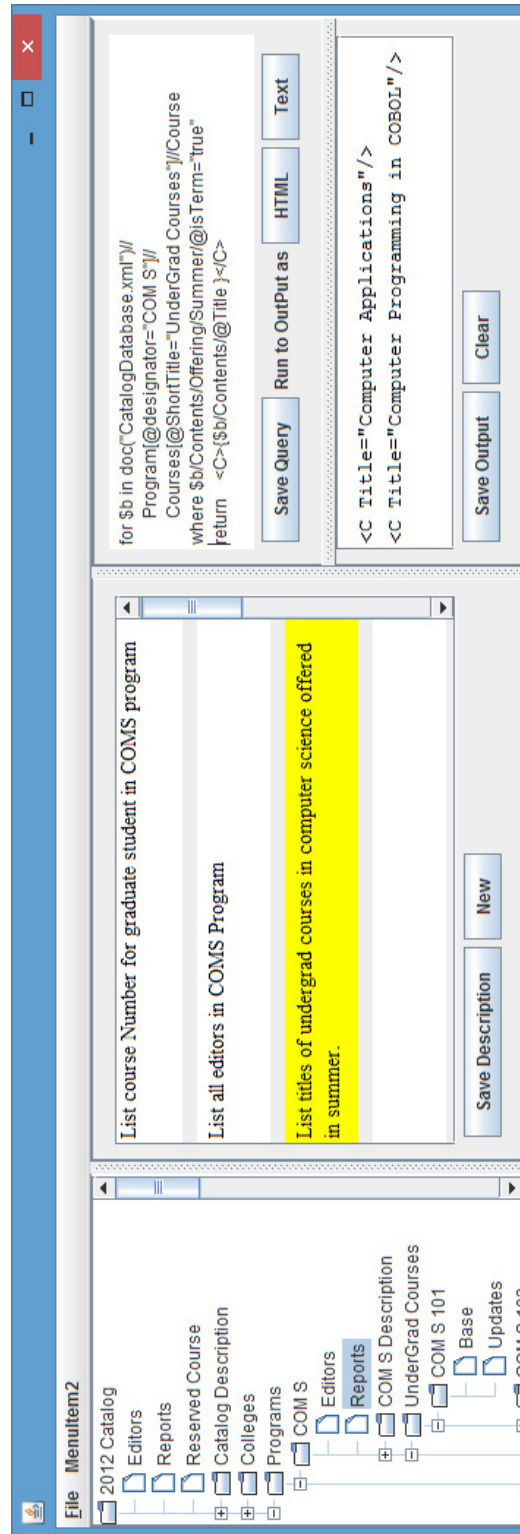 File MenuItem2
2012 Catalog
Editors
Reports
Reserved Course
Catalog Description
Colleges
Programs
COM S
Editors
Reports
COM S Description
UnderGrad Courses
COM S 101
Base
Updates
List course Number for graduate student in COMS program
List all editors in COMS Program
List titles of undergrad courses in computer science offered
in summer.
Save Description New
for $b in doc("CatalogDatabase.xml")//
Program[@designator="COM S"]//
Courses[@ShortTitle="UnderGrad Courses"]//Course
where $b/Contents/Offering/Summer/@isTerm="true"
return <C>{$b/Contents/@Title }</C>
Save Query Run to OutPut as HTML Text
<C Title="Computer Applications"/>
<C Title="Computer Programming in COBOL"/>
Save Output Clear